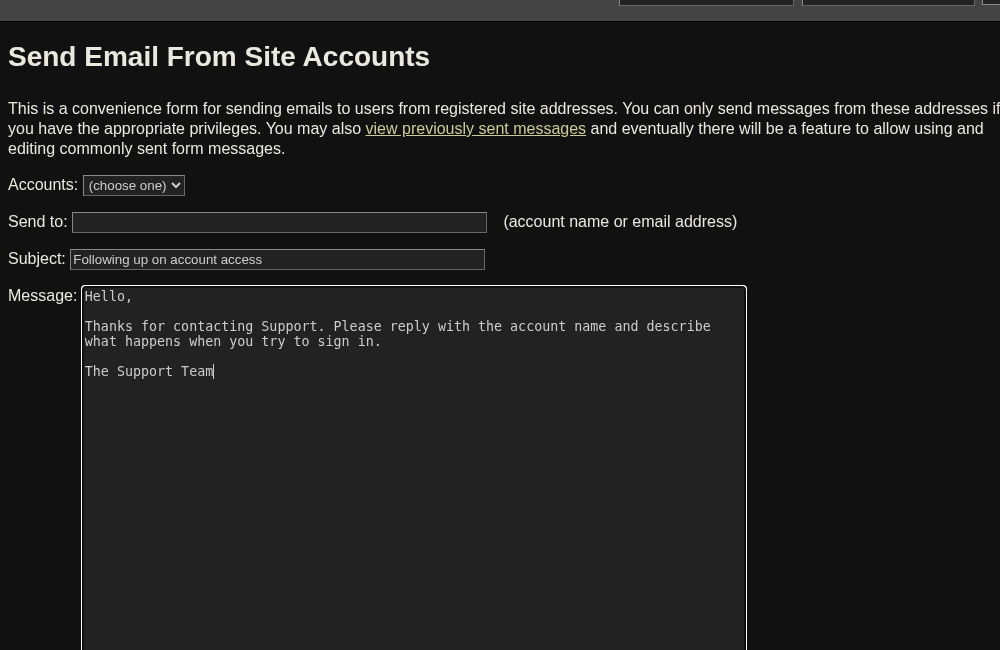 Send Email From Site Accounts
This is a convenience form for sending emails to users from registered site addresses. You can only send messages from these addresses if
you have the appropriate privileges. You may also view previously sent messages and eventually there will be a feature to allow using and
editing commonly sent form messages.
Accounts: (choose one)
Send to: (account name or email address)
Subject: Following up on account access
Message: Hello,
Thanks for contacting Support. Please reply with the account name and describe
what happens when you try to sign in.
The Support Team